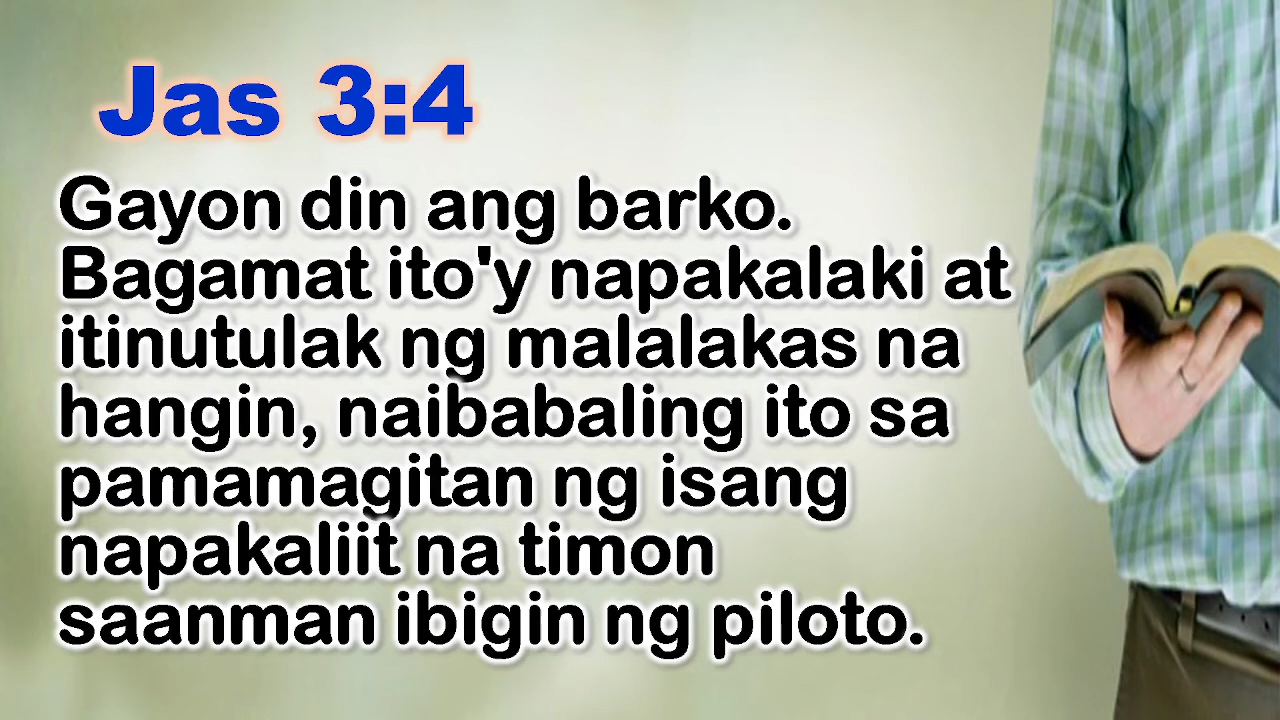 Jas 3:4
Gayon din ang barko.
Bagamat ito'y napakalaki at
itinutulak ng malalakas na
hangin, naibabaling ito sa
pamamagitan ng isang
napakaliit na timon
saanman ibigin ng piloto.